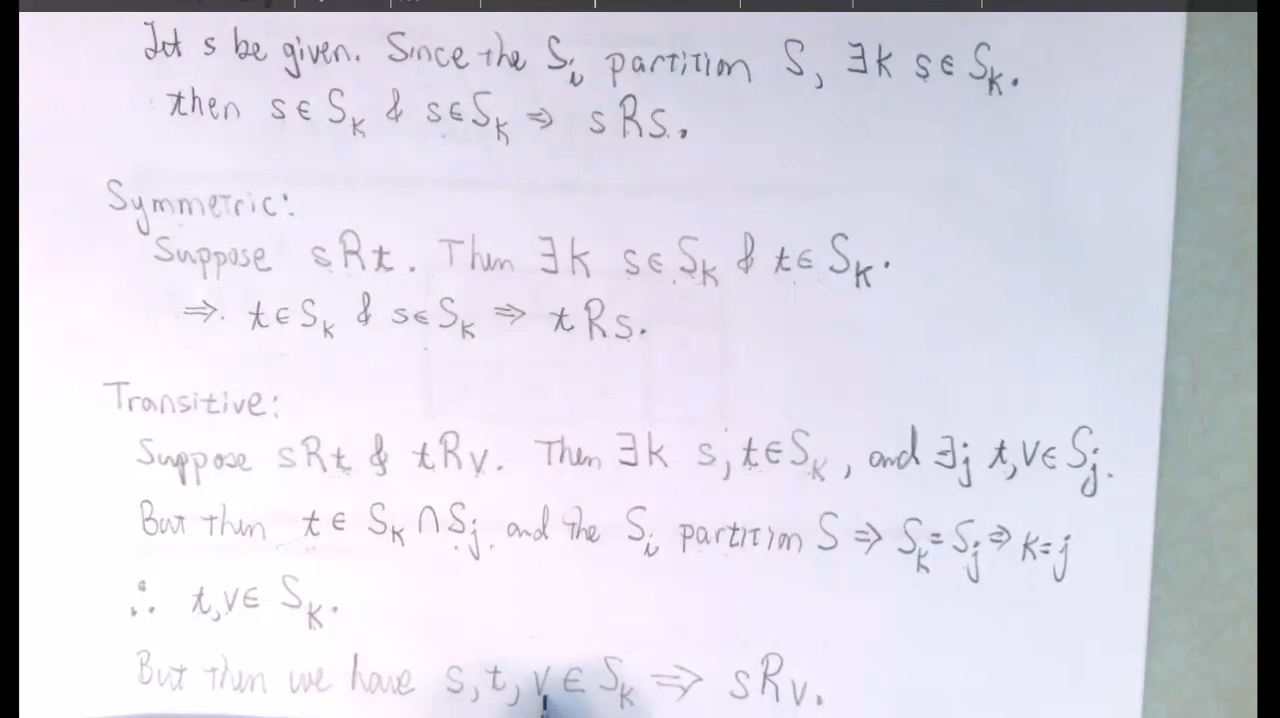 Let s be given. Since the Sᵢ partition S, ∃k s∈Sₖ.
then s∈Sₖ & s∈Sₖ ⇒ sRs.
Symmetric:
Suppose sRt. Then ∃k s∈Sₖ & t∈Sₖ.
⇒. t∈Sₖ & s∈Sₖ ⇒ tRs.
Transitive:
Suppose sRt & tRv. Then ∃k s,t∈Sₖ, and ∃j t,v∈Sⱼ.
But then t∈Sₖ∩Sⱼ, and the Sᵢ partition S ⇒ Sₖ=Sⱼ ⇒ k=j
∴ t,v∈Sₖ.
But then we have s,t,v∈Sₖ ⇒ sRv.